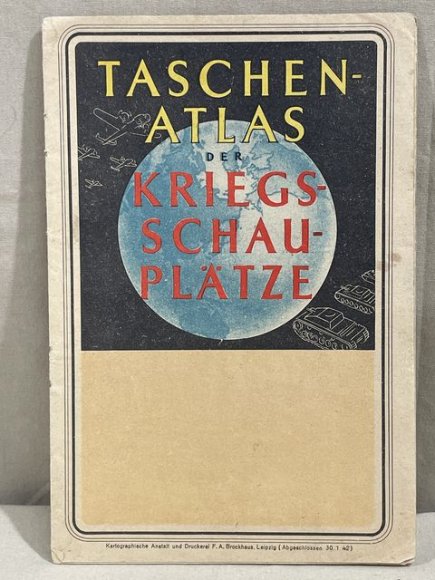 TASCHEN-
ATLAS
DER
KRIEGS-
SCHAU-
PLÄTZE
Kartographische Anstalt und Druckerei F. A. Brockhaus, Leipzig (Abgeschlossen 30. 1. 42)